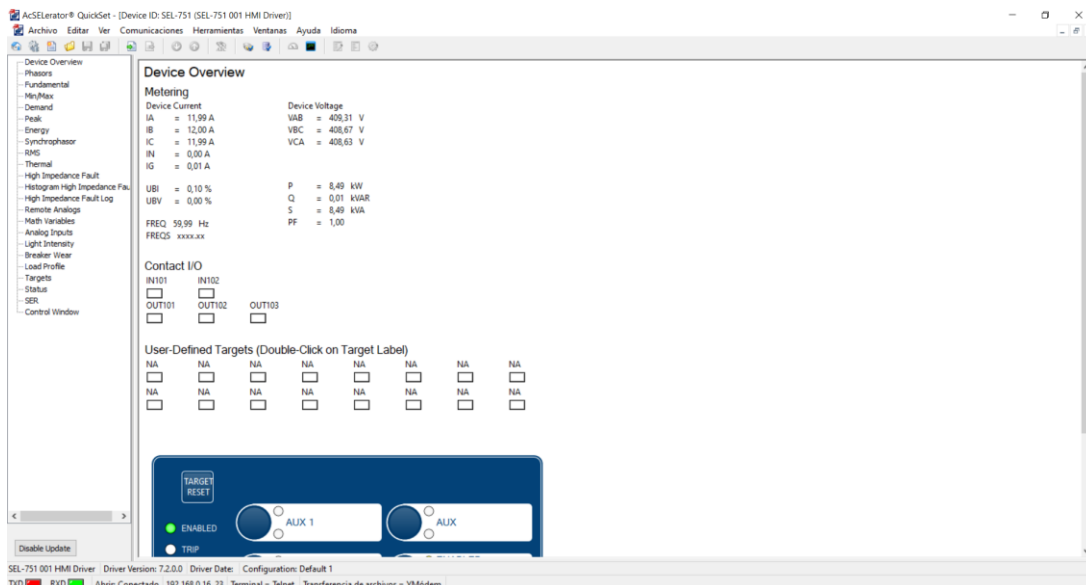 AcSELerator® QuickSet - [Device ID: SEL-751 (SEL-751 001 HMI Driver)]
Archivo Editar Ver Comunicaciones Herramientas Ventanas Ayuda Idioma
Device Overview
Phasors
Fundamental
Min/Max
Demand
Peak
Energy
Synchrophasor
RMS
Thermal
High Impedance Fault
Histogram High Impedance Fau
High Impedance Fault Log
Remote Analogs
Math Variables
Analog Inputs
Light Intensity
Breaker Wear
Load Profile
Targets
Status
SER
Control Window
Disable Update
Device Overview
Metering
Device Current Device Voltage
IA = 11,99 A VAB = 409,31 V
IB = 12,00 A VBC = 408,67 V
IC = 11,99 A VCA = 408,63 V
IN = 0,00 A
IG = 0,01 A
UBI = 0,10 % P = 8,49 kW
UBV = 0,00 % Q = 0,01 kVAR
S = 8,49 kVA
FREQ 59,99 Hz PF = 1,00
FREQS xxxx.xx
Contact I/O
IN101 IN102
OUT101 OUT102 OUT103
User-Defined Targets (Double-Click on Target Label)
NA NA NA NA NA NA NA NA
NA NA NA NA NA NA NA NA
TARGET
RESET
ENABLED AUX 1 AUX
TRIP
SEL-751 001 HMI Driver Driver Version: 7.2.0.0 Driver Date: Configuration: Default 1
TXD RXD Abrir: Conectado 192.168.0.16 23 Terminal = Telnet Transferencia de archivos = YMódem